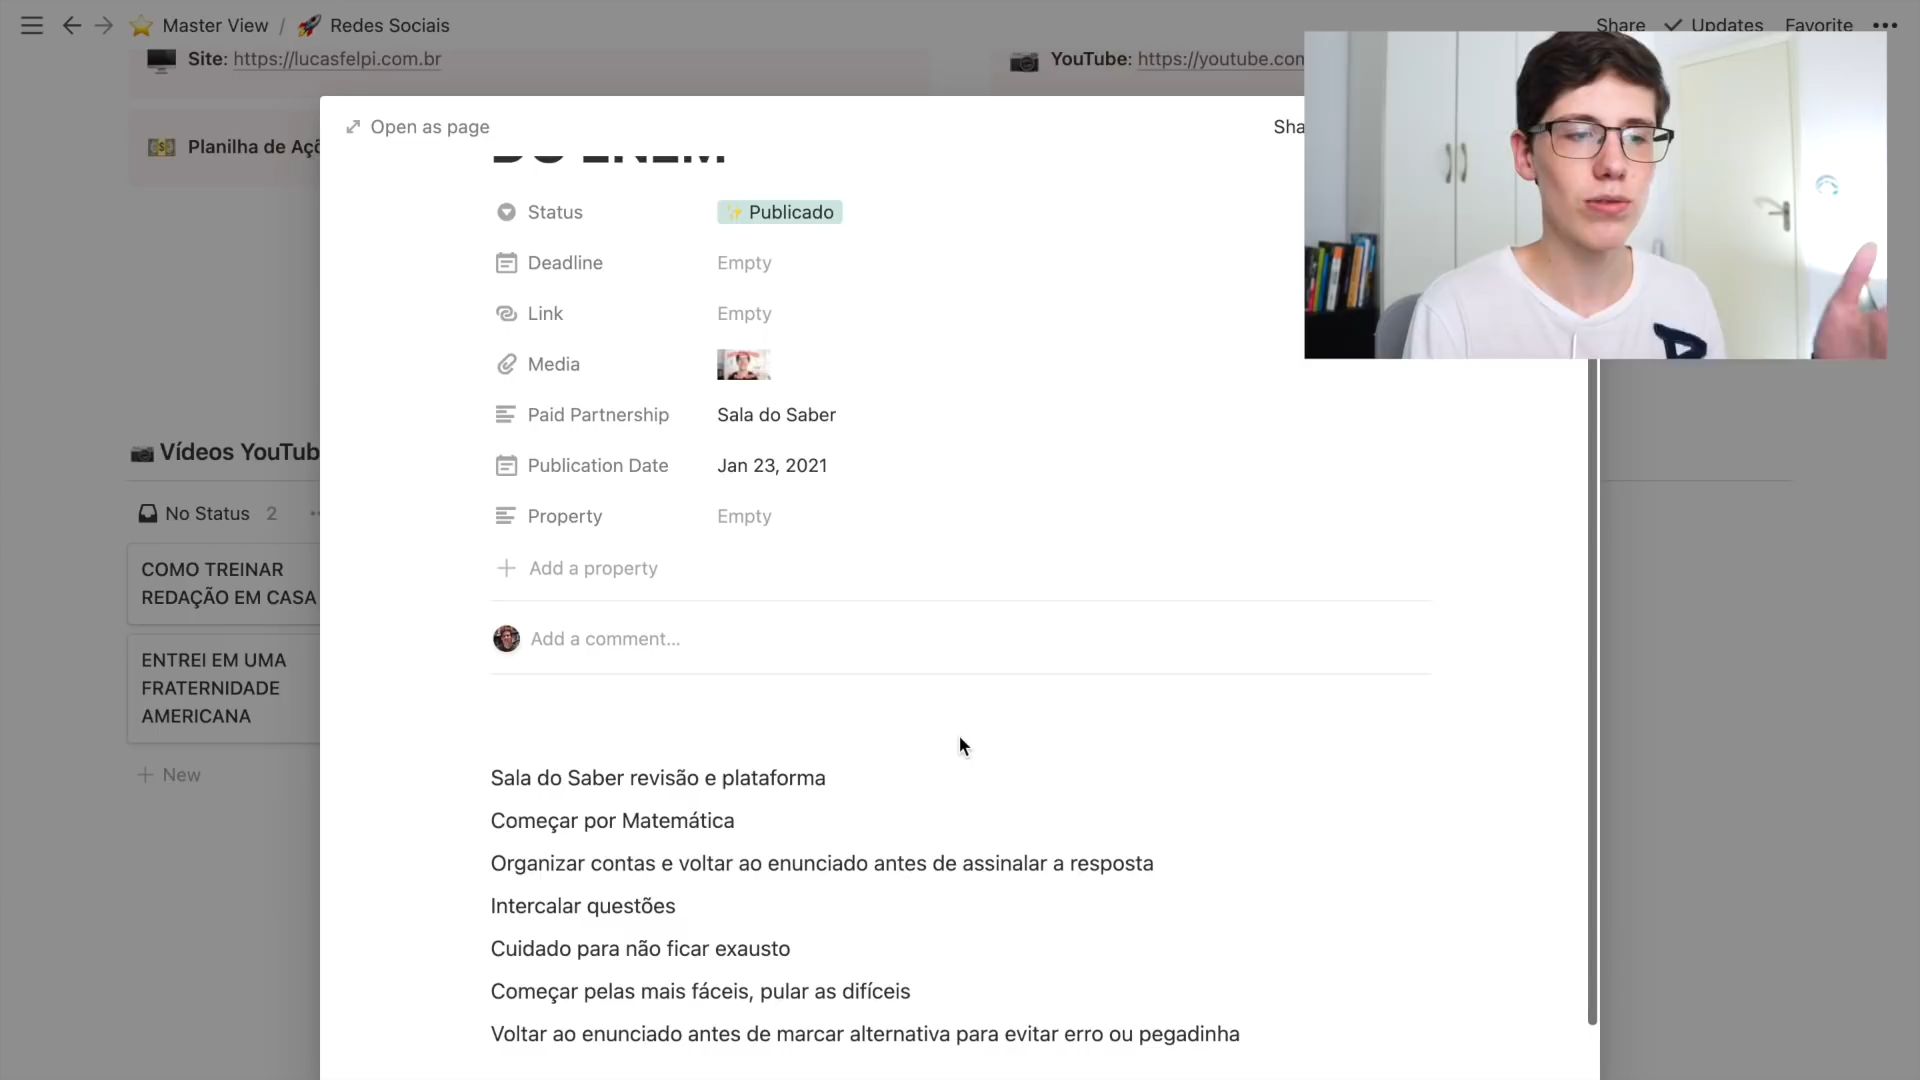 Master View / Redes Sociais
Share Updates Favorite
Site: https://lucasfelpi.com.br
YouTube: https://youtube.com
Open as page
Planilha de
DO ENEM
Status Publicado
Deadline Empty
Link Empty
Media
Paid Partnership Sala do Saber
Publication Date Jan 23, 2021
Property Empty
Add a property
Add a comment...
Vídeos YouTub
No Status 2
COMO TREINAR
REDAÇÃO EM CASA
ENTREI EM UMA
FRATERNIDADE
AMERICANA
New
Sala do Saber revisão e plataforma
Começar por Matemática
Organizar contas e voltar ao enunciado antes de assinalar a resposta
Intercalar questões
Cuidado para não ficar exausto
Começar pelas mais fáceis, pular as difíceis
Voltar ao enunciado antes de marcar alternativa para evitar erro ou pegadinha